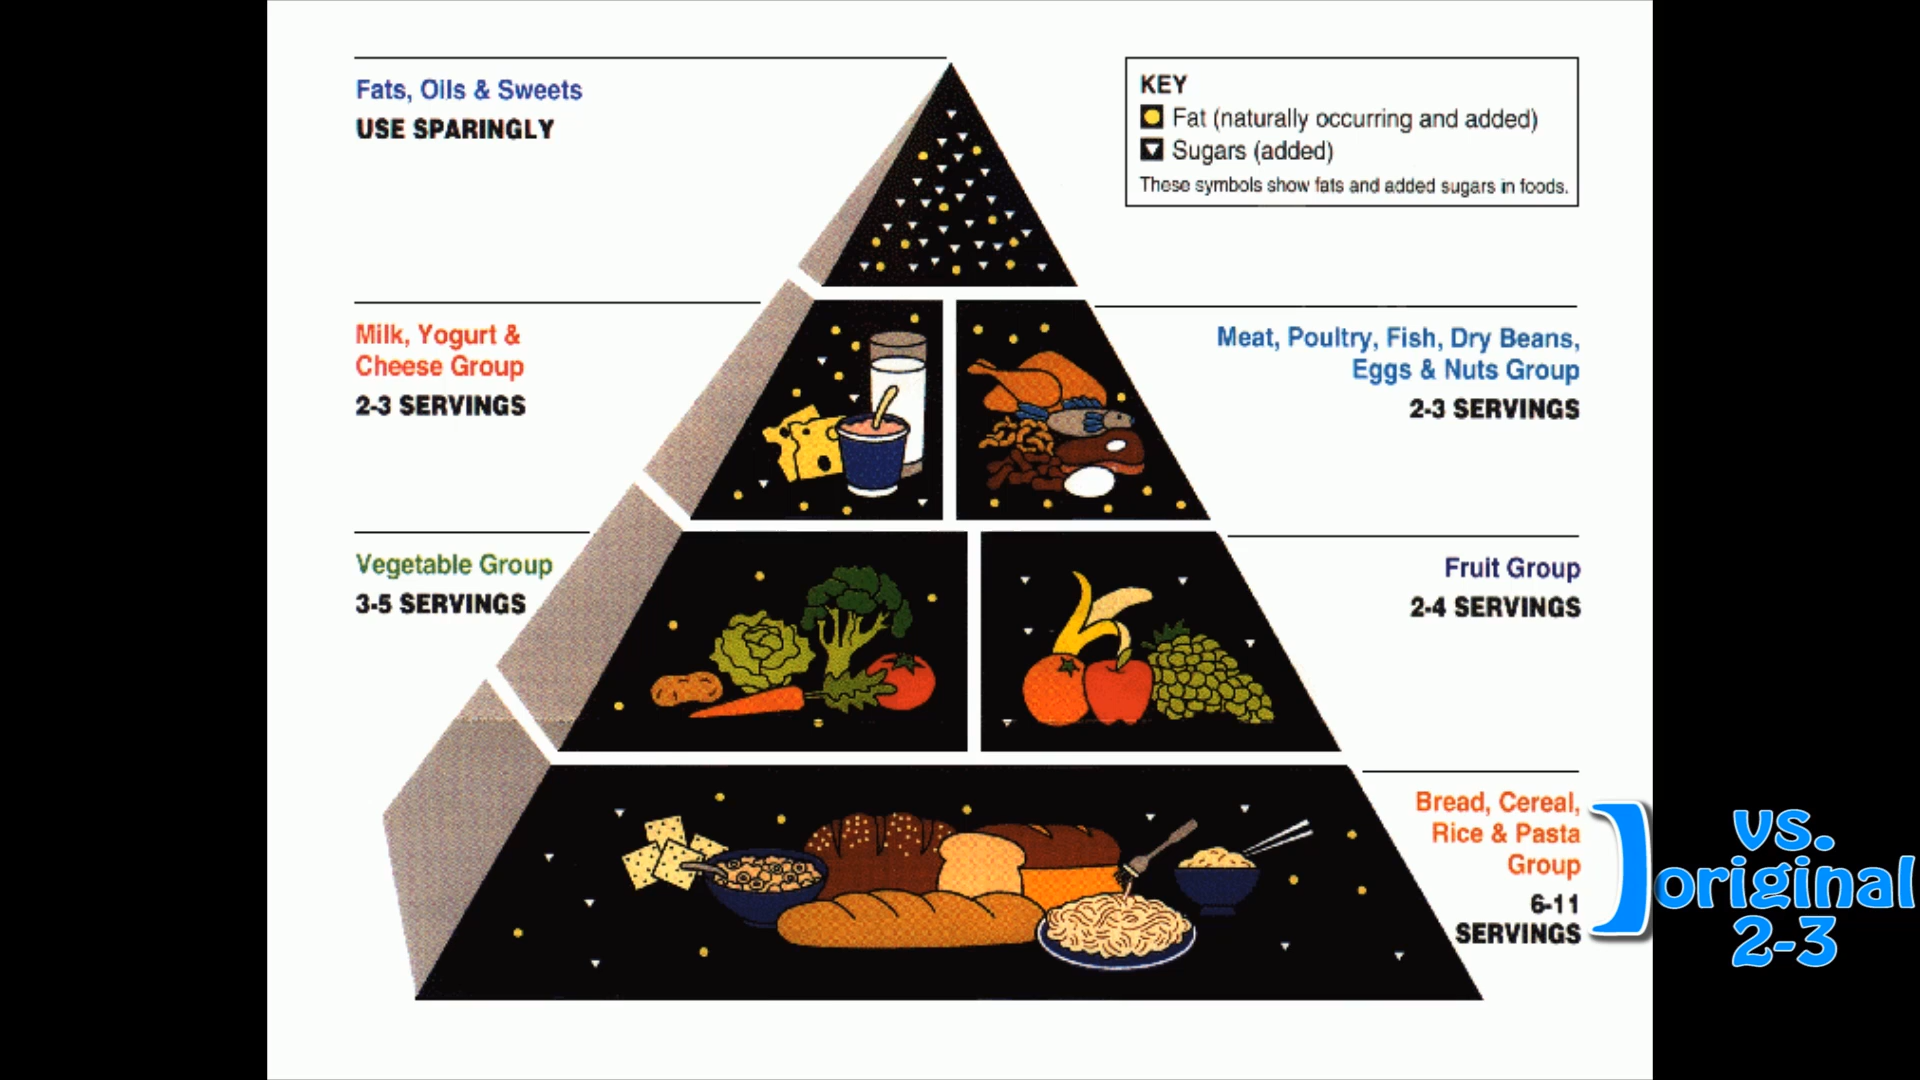 Fats, Oils & Sweets
USE SPARINGLY
KEY
Fat (naturally occurring and added)
Sugars (added)
These symbols show fats and added sugars in foods.
Milk, Yogurt &
Cheese Group
2-3 SERVINGS
Meat, Poultry, Fish, Dry Beans,
Eggs & Nuts Group
2-3 SERVINGS
Vegetable Group
3-5 SERVINGS
Fruit Group
2-4 SERVINGS
Bread, Cereal,
Rice & Pasta
Group
6-11
SERVINGS
vs.
original
2-3